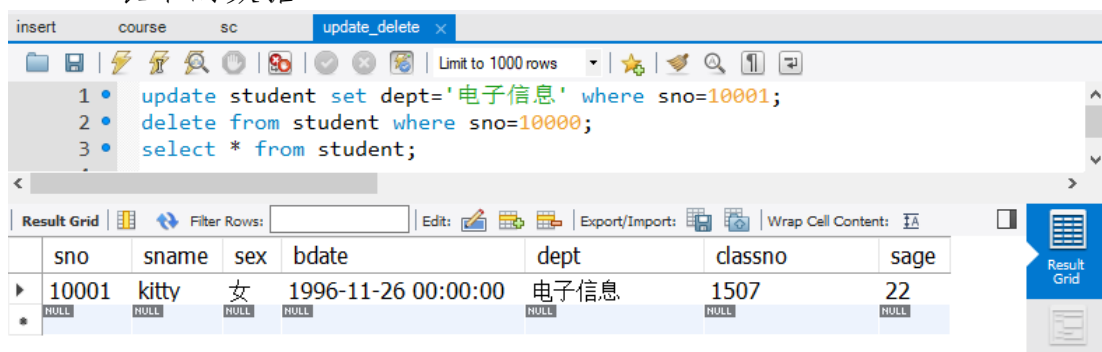 insert course sc update_delete ×
Limit to 1000 rows
1 update student set dept='电子信息' where sno=10001;
2 delete from student where sno=10000;
3 select * from student;
Result Grid Filter Rows: Edit: Export/Import: Wrap Cell Content: IA
sno sname sex bdate dept classno sage
10001 kitty 女 1996-11-26 00:00:00 电子信息 1507 22
NULL NULL NULL NULL NULL NULL NULL
Result
Grid